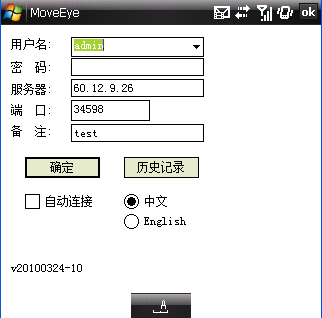 MoveEye
ok
用户名:
admin
密 码:
服务器:
60.12.9.26
端 口:
34598
备 注:
test
确定
历史记录
自动连接
中文
English
v20100324-10
A